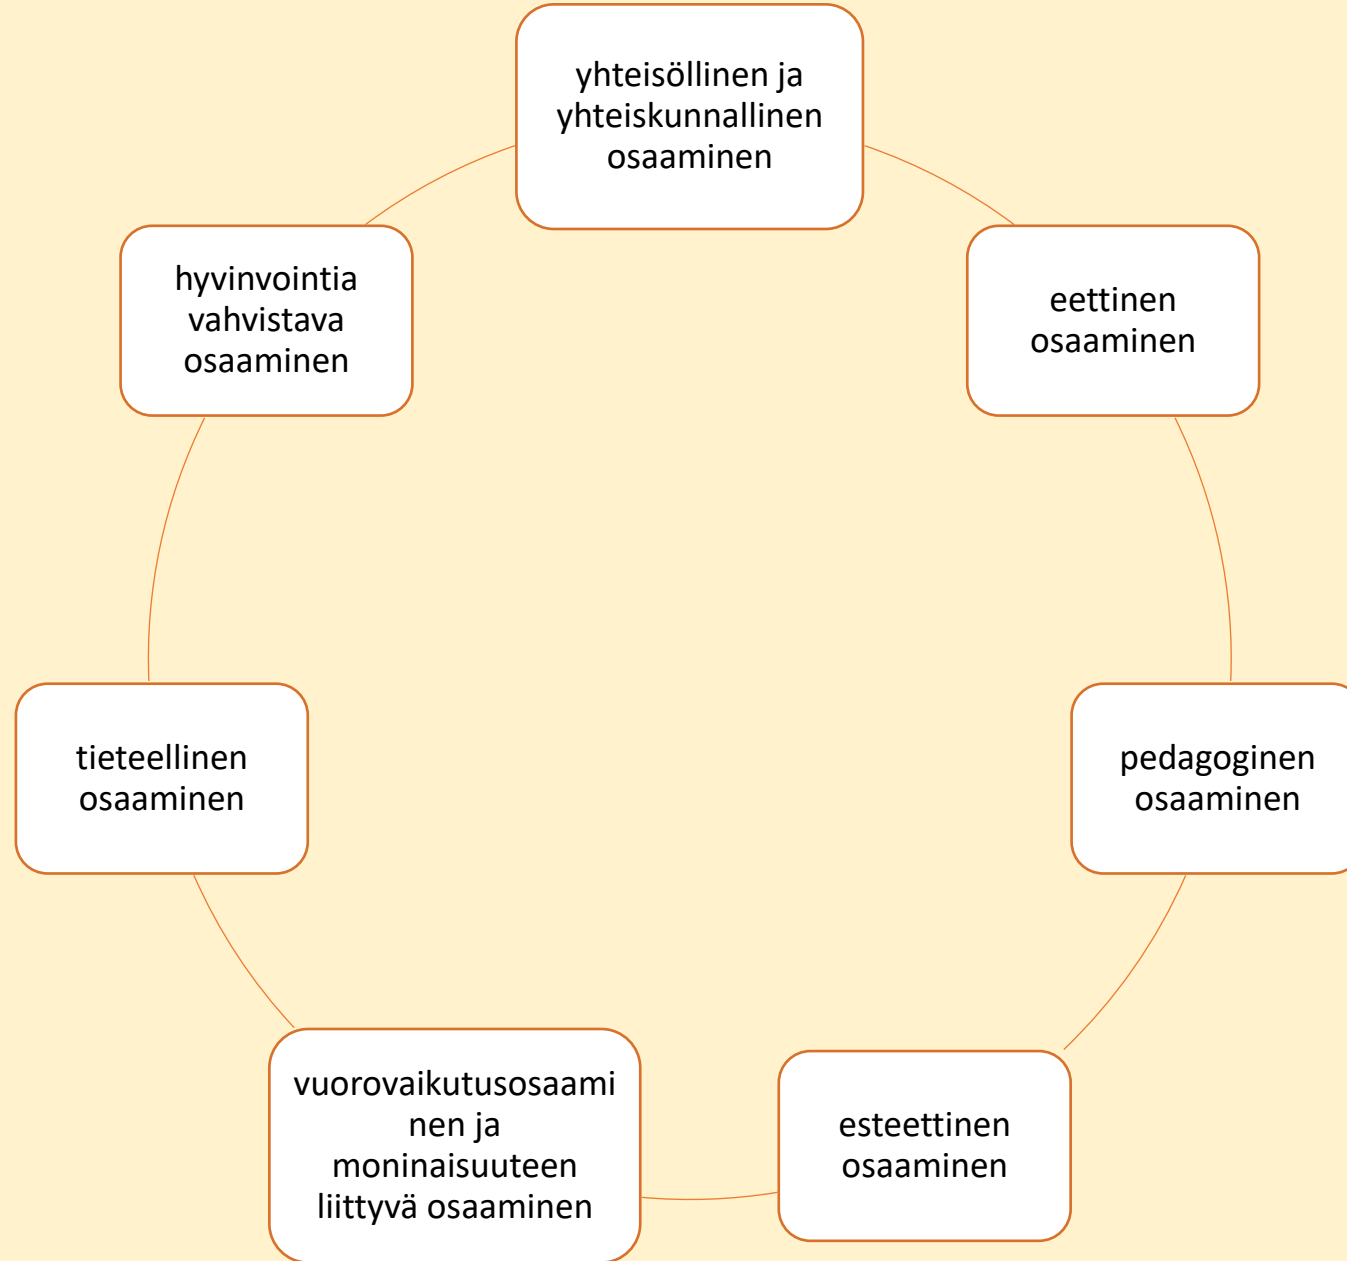 yhteisöllinen ja
yhteiskunnallinen
osaaminen
eettinen
osaaminen
pedagoginen
osaaminen
esteettinen
osaaminen
vuorovaikutusosaami
nen ja
moninaisuuteen
liittyvä osaaminen
tieteellinen
osaaminen
hyvinvointia
vahvistava
osaaminen